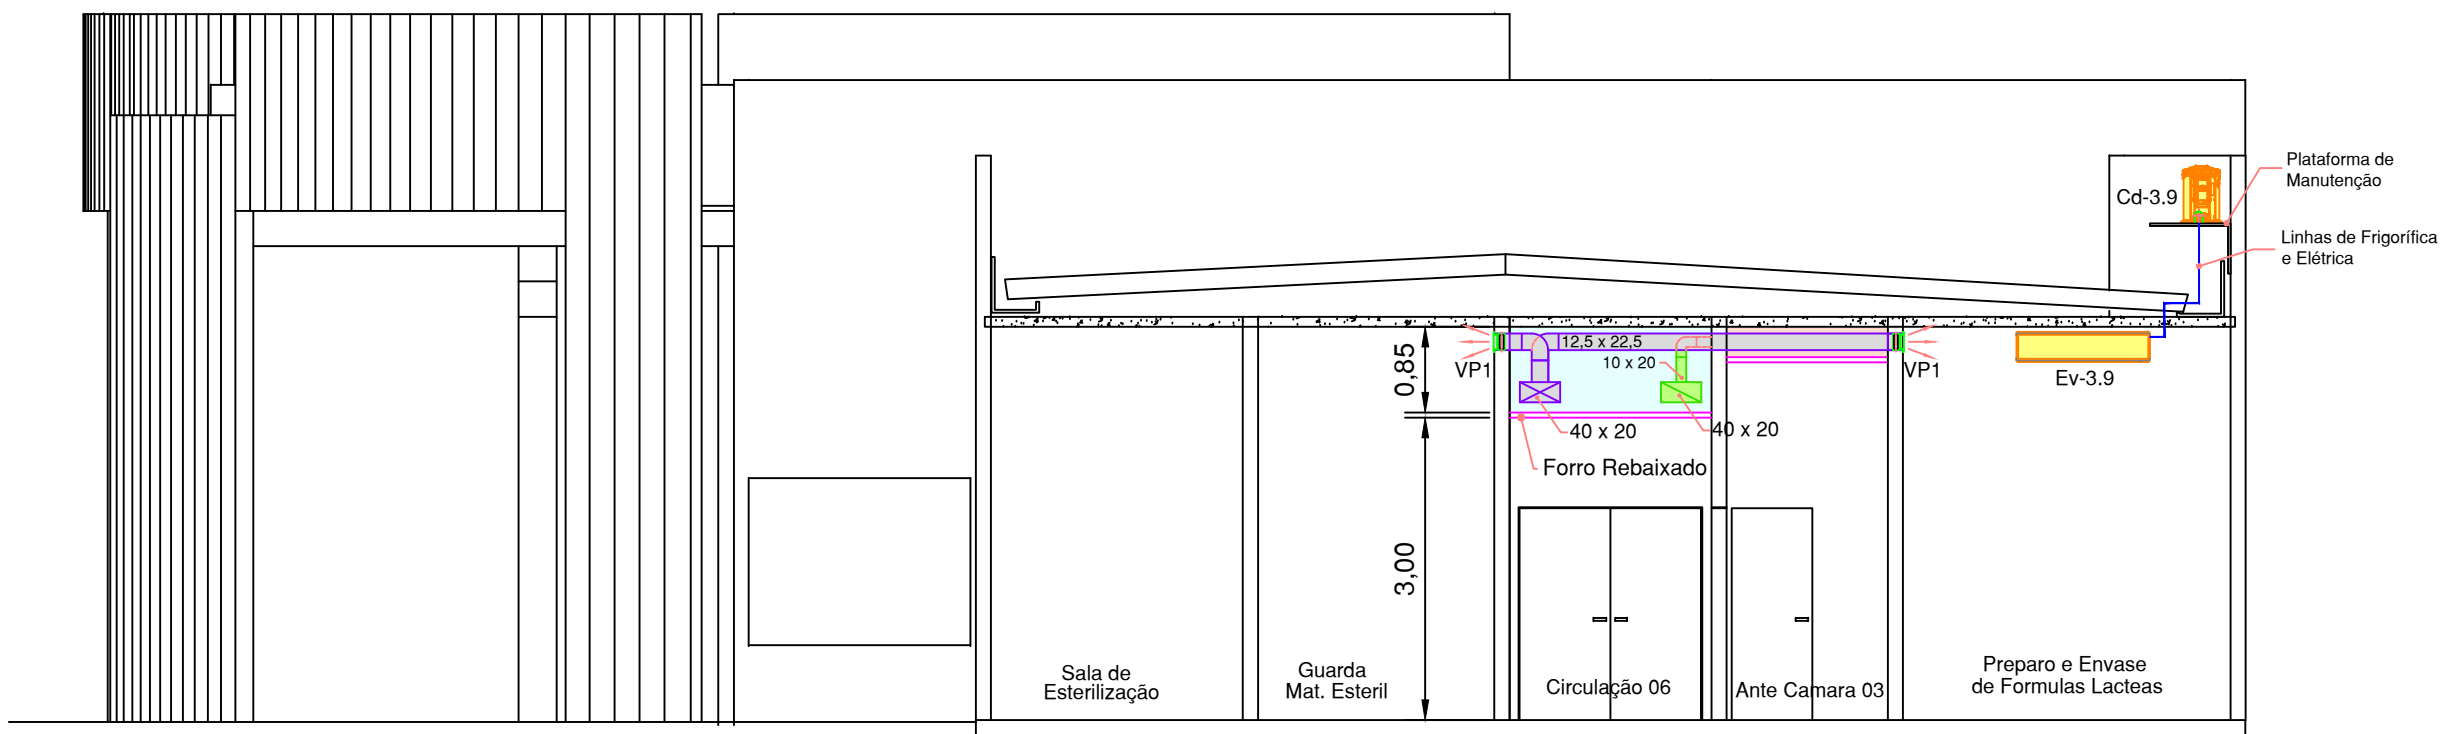 Plataforma de
Manutenção
Cd-3.9
Linhas de Frigorífica
e Elétrica
12,5 x 22,5
10 x 20
0,85
VP1
VP1
Ev-3.9
40 x 20
40 x 20
Forro Rebaixado
3,00
Sala de
Esterilização
Guarda
Mat. Esteril
Circulação 06
Ante Camara 03
Preparo e Envase
de Formulas Lacteas